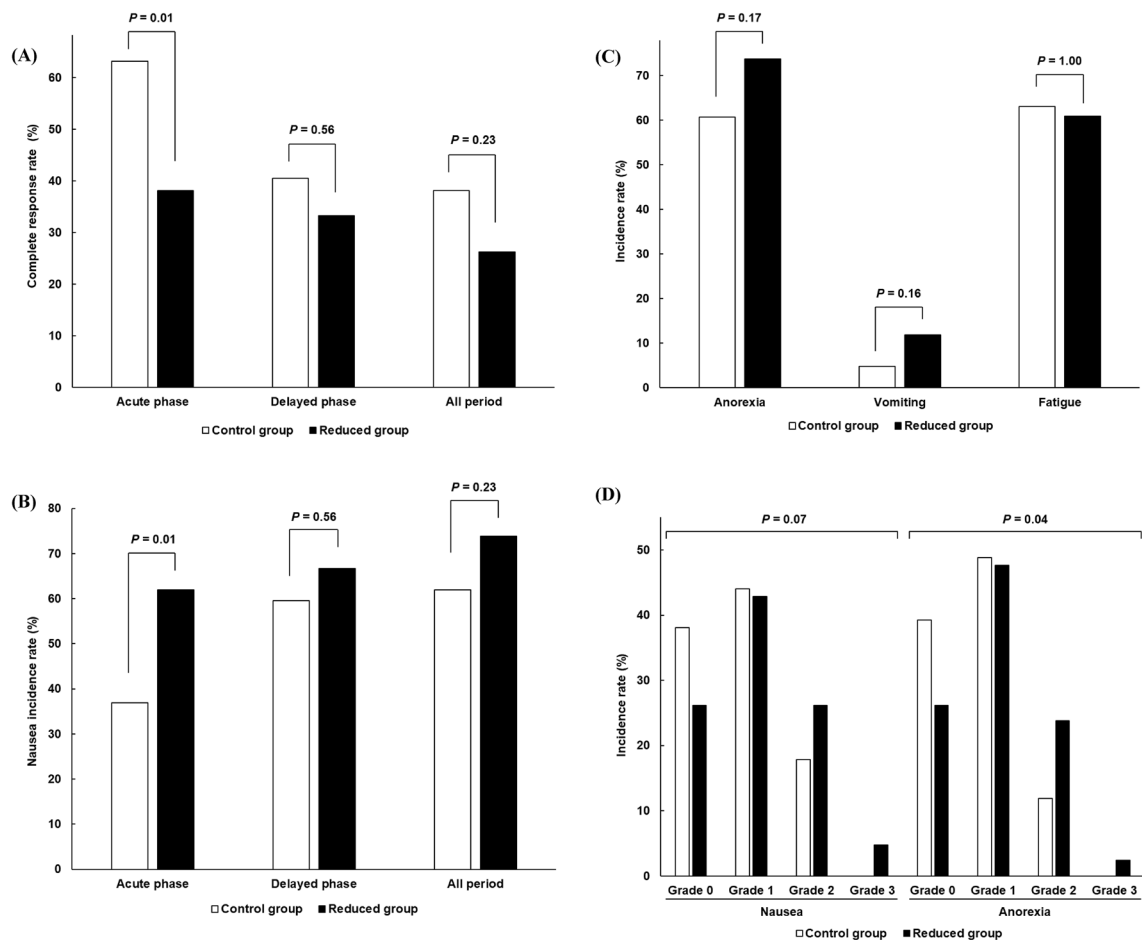 (A)
Complete response rate (%)
P = 0.01
P = 0.56
P = 0.23
60
50
40
30
20
10
0
Acute phase Delayed phase All period
Control group Reduced group
(B)
Nausea incidence rate (%)
P = 0.01
P = 0.56
P = 0.23
80
70
60
50
40
30
20
10
0
Acute phase Delayed phase All period
Control group Reduced group
(C)
Incidence rate (%)
P = 0.17
P = 0.16
P = 1.00
70
60
50
40
30
20
10
0
Anorexia Vomiting Fatigue
Control group Reduced group
(D)
Incidence rate (%)
P = 0.07 P = 0.04
50
40
30
20
10
0
Grade 0 Grade 1 Grade 2 Grade 3 Grade 0 Grade 1 Grade 2 Grade 3
Nausea Anorexia
Control group Reduced group